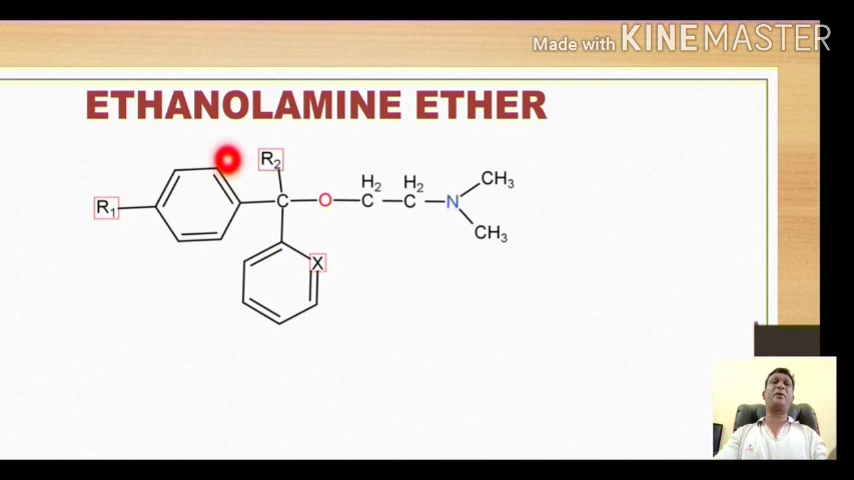 Made with KINEMASTER
ETHANOLAMINE ETHER
R2
H2 H2 CH3
R1 C O C C N
CH3
X